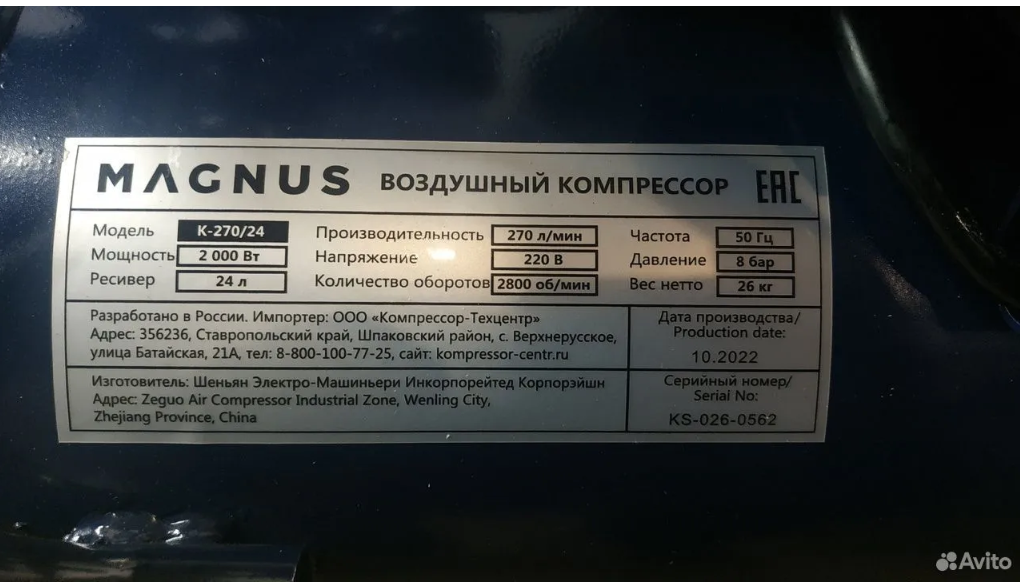 MAGNUS ВОЗДУШНЫЙ КОМПРЕССОР EAC
Модель K-270/24 Производительность 270 л/мин Частота 50 Гц
Мощность 2 000 Вт Напряжение 220 В Давление 8 бар
Ресивер 24 л Количество оборотов 2800 об/мин Вес нетто 26 кг
Разработано в России. Импортер: ООО «Компрессор-Техцентр»
Адрес: 356236, Ставропольский край, Шпаковский район, с. Верхнерусское,
улица Батайская, 21А, тел: 8-800-100-77-25, сайт: kompressor-centr.ru
Дата производства/
Production date:
10.2022
Изготовитель: Шеньян Электро-Машиньери Инкорпорейтед Корпорэйшн
Адрес: Zeguo Air Compressor Industrial Zone, Wenling City,
Zhejiang Province, China
Серийный номер/
Serial No:
KS-026-0562
Avito